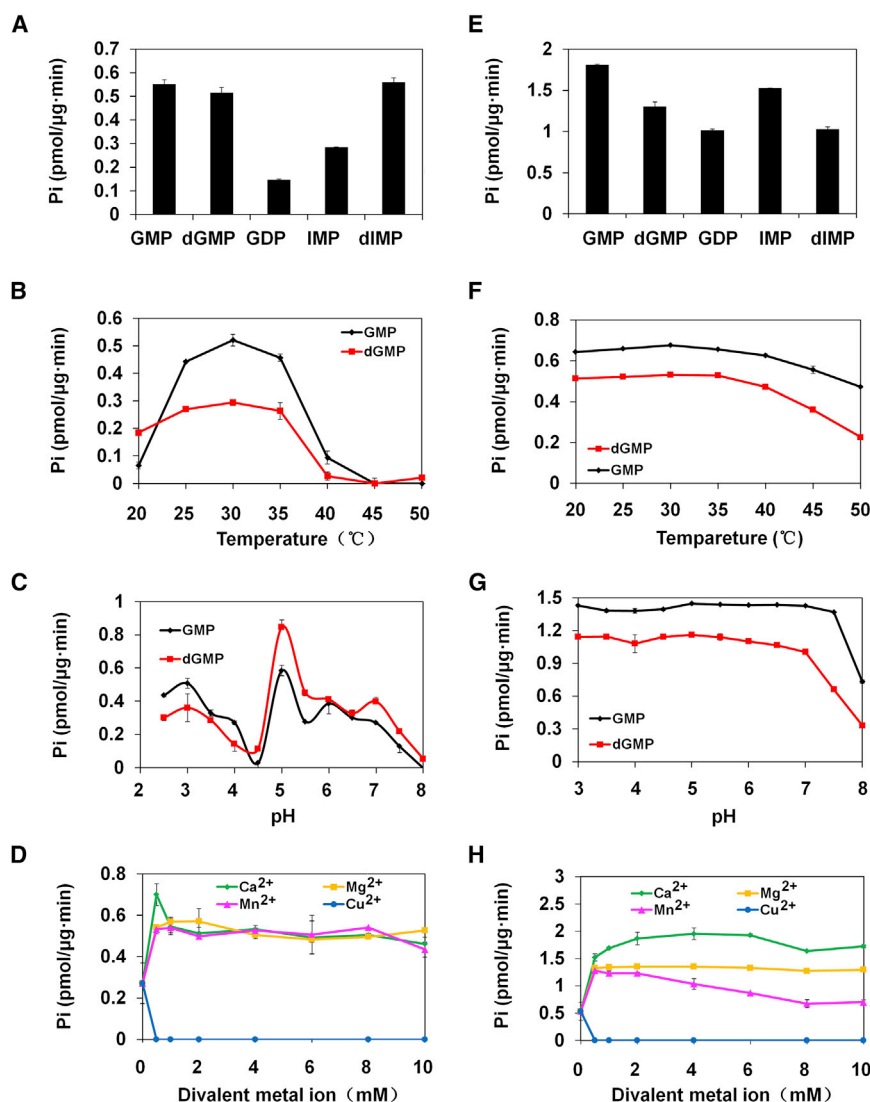 A
Pi (pmol/μg·min)
0.7
0.6
0.5
0.4
0.3
0.2
0.1
0
GMP dGMP GDP IMP dIMP
E
Pi (pmol/μg·min)
2
1.5
1
0.5
0
GMP dGMP GDP IMP dIMP
B
Pi (pmol/μg·min)
0.6
0.5
0.4
0.3
0.2
0.1
0
GMP
dGMP
20 25 30 35 40 45 50
Temperature（℃）
F
Pi (pmol/μg·min)
0.8
0.6
0.4
0.2
0
dGMP
GMP
20 25 30 35 40 45 50
Tempareture (℃)
C
Pi (pmol/μg·min)
1
0.8
0.6
0.4
0.2
0
GMP
dGMP
2 3 4 5 6 7 8
pH
G
Pi (pmol/μg·min)
1.5
1.2
0.9
0.6
0.3
0
GMP
dGMP
3 4 5 6 7 8
pH
D
Pi (pmol/μg·min)
0.8
0.6
0.4
0.2
0
Ca2+ Mg2+
Mn2+ Cu2+
0 2 4 6 8 10
Divalent metal ion（mM）
H
Pi (pmol/μg·min)
3
2.5
2
1.5
1
0.5
0
Ca2+ Mg2+
Mn2+ Cu2+
0 2 4 6 8 10
Divalent metal ion（mM）